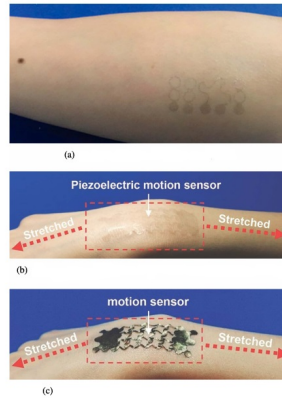 (a)
Piezoelectric motion sensor
Stretched
Stretched
(b)
motion sensor
Stretched
Stretched
(c)